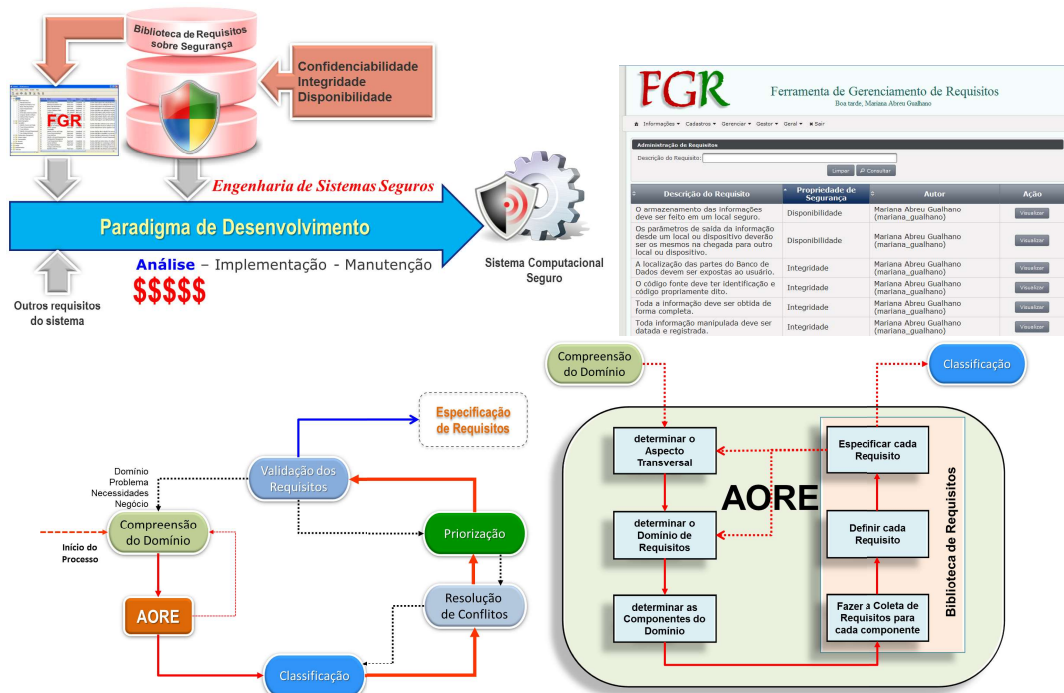 Biblioteca de Requisitos
sobre Segurança
Confidenciabilidade
Integridade
Disponibilidade
FGR
Engenharia de Sistemas Seguros
Paradigma de Desenvolvimento
Análise – Implementação - Manutenção
$$$$$
Outros requisitos
do sistema
Sistema Computacional
Seguro
FGR
Ferramenta de Gerenciamento de Requisitos
Boa tarde, Mariana Abreu Gualhano
Informações Cadastros Gerenciar Gestor Geral Sair
Administração de Requisitos
Descrição do Requisito:
Limpar Consultar
Descrição do Requisito Propriedade de Segurança Autor Ação
O armazenamento das informações
deve ser feito em um local seguro.
Disponibilidade
Mariana Abreu Gualhano
(mariana_gualhano)
Visualizar
Os parâmetros de saída da informação
desde um local ou dispositivo deverão
ser os mesmos na chegada para outro
local ou dispositivo.
Disponibilidade
Mariana Abreu Gualhano
(mariana_gualhano)
Visualizar
A localização das partes do Banco de
Dados devem ser expostas ao usuário.
Integridade
Mariana Abreu Gualhano
(mariana_gualhano)
Visualizar
O código fonte deve ter identificação e
código propriamente dito.
Integridade
Mariana Abreu Gualhano
(mariana_gualhano)
Visualizar
Toda a informação deve ser obtida de
forma completa.
Integridade
Mariana Abreu Gualhano
(mariana_gualhano)
Visualizar
Toda informação manipulada deve ser
datada e registrada.
Integridade
Mariana Abreu Gualhano
(mariana_gualhano)
Visualizar
Especificação
de Requisitos
Validação dos
Requisitos
Domínio
Problema
Necessidades
Negócio
Compreensão
do Domínio
Início do
Processo
Priorização
AORE
Resolução
de Conflitos
Classificação
Compreensão
do Domínio
Classificação
determinar o
Aspecto
Transversal
Especificar cada
Requisito
AORE
determinar o
Domínio de
Requisitos
Definir cada
Requisito
Biblioteca de Requisitos
determinar as
Componentes do
Domínio
Fazer a Coleta de
Requisitos para
cada componente